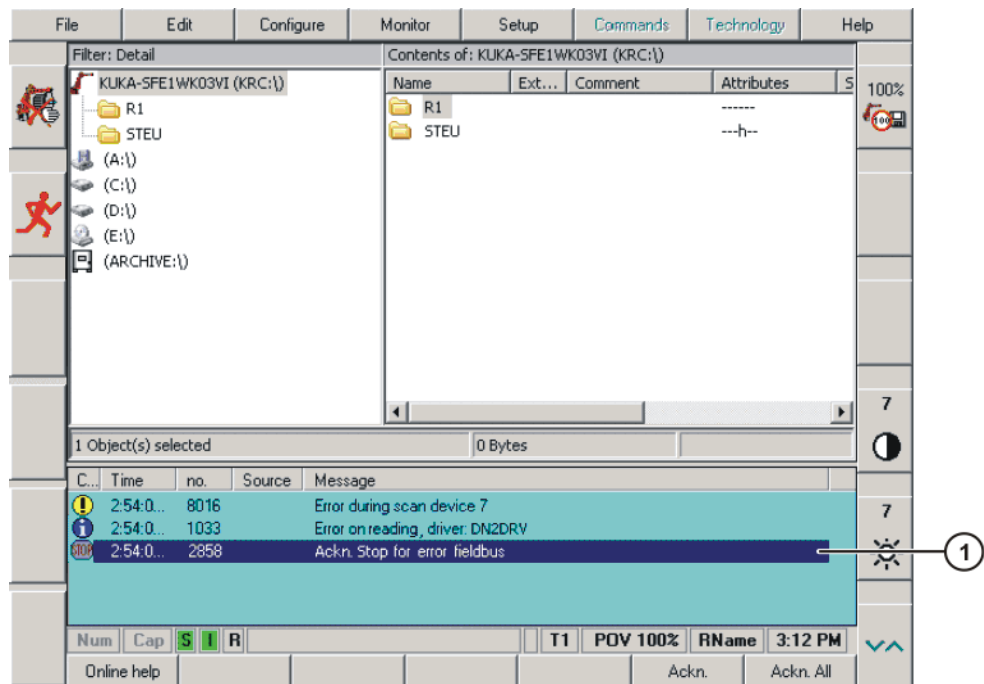 File Edit Configure Monitor Setup Commands Technology Help
Filter: Detail
KUKA-SFE1WK03VI (KRC:\)
R1
STEU
(A:\)
(C:\)
(D:\)
(E:\)
(ARCHIVE:\)
Contents of: KUKA-SFE1WK03VI (KRC:\)
Name Ext... Comment Attributes S
R1 ------
STEU ---h--
100%
100
1 Object(s) selected 0 Bytes
7
C... Time no. Source Message
2:54:0... 8016 Error during scan device 7
2:54:0... 1033 Error on reading, driver: DN2DRV
STOP 2:54:0... 2858 Ackn. Stop for error fieldbus
7
1
Num Cap S I R T1 POV 100% RName 3:12 PM
Online help Ackn. Ackn. All